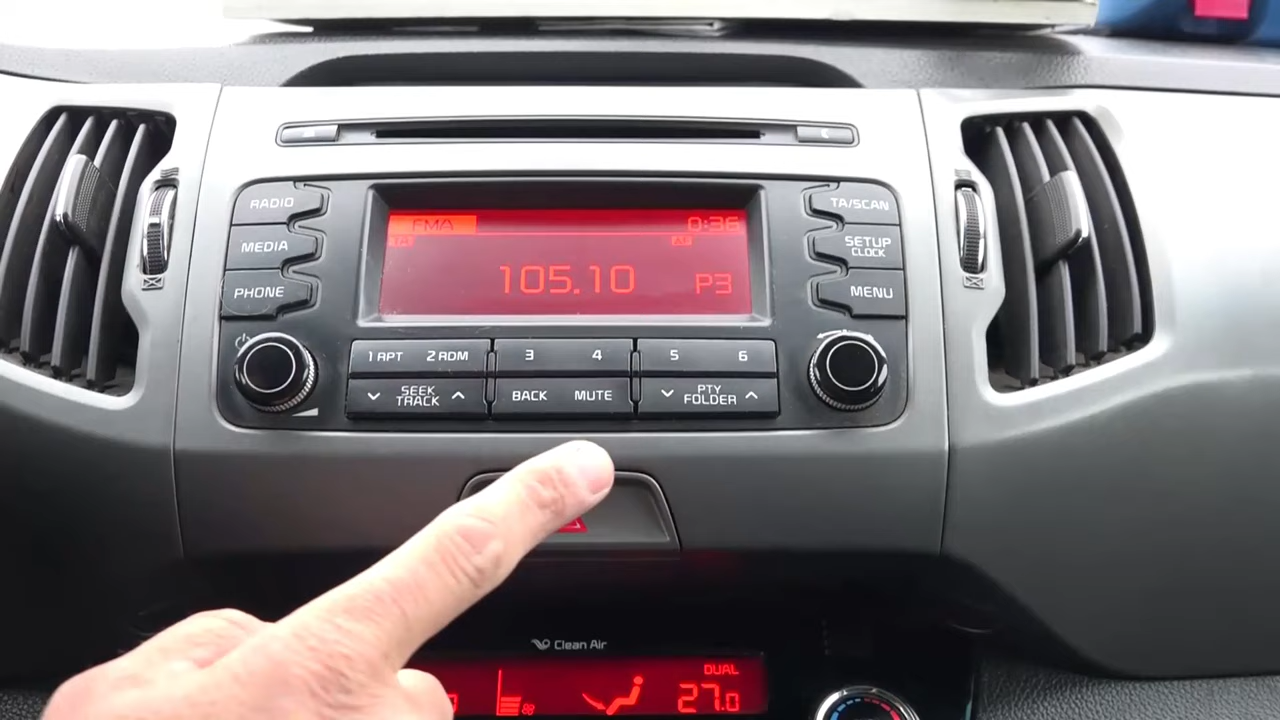 RADIO
MEDIA
PHONE
FMA
0:36
TA
AF
105.10
P3
TA/SCAN
SETUP
CLOCK
MENU
1 RPT 2 RDM 3 4 5 6
SEEK
TRACK
BACK MUTE
PTY
FOLDER
Clean Air
DUAL
27.0